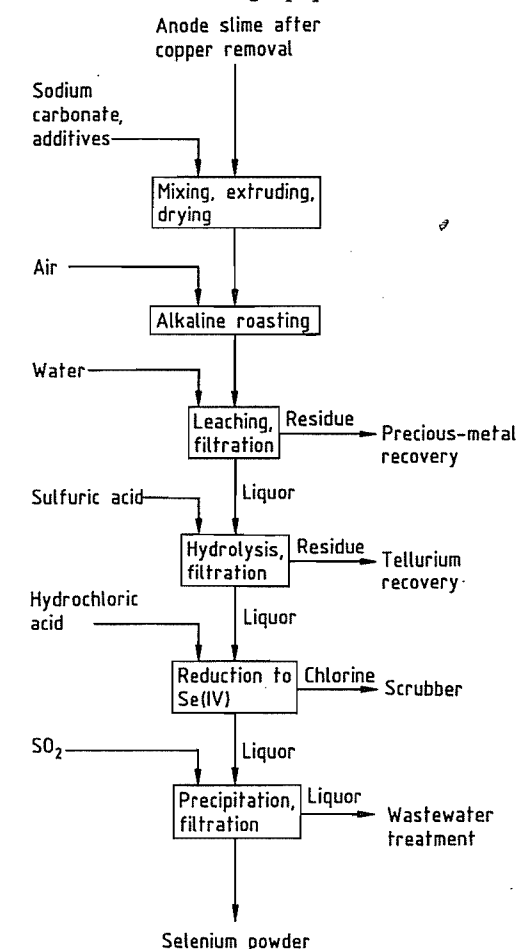 Anode slime after
copper removal
Sodium
carbonate,
additives
Mixing, extruding,
drying
Air
Alkaline roasting
Water
Leaching,
filtration
Residue
Precious-metal
recovery
Liquor
Sulfuric acid
Hydrolysis,
filtration
Residue
Tellurium
recovery
Liquor
Hydrochloric
acid
Reduction to
Se(IV)
Chlorine
Scrubber
Liquor
SO₂
Precipitation,
filtration
Liquor
Wastewater
treatment
Selenium powder